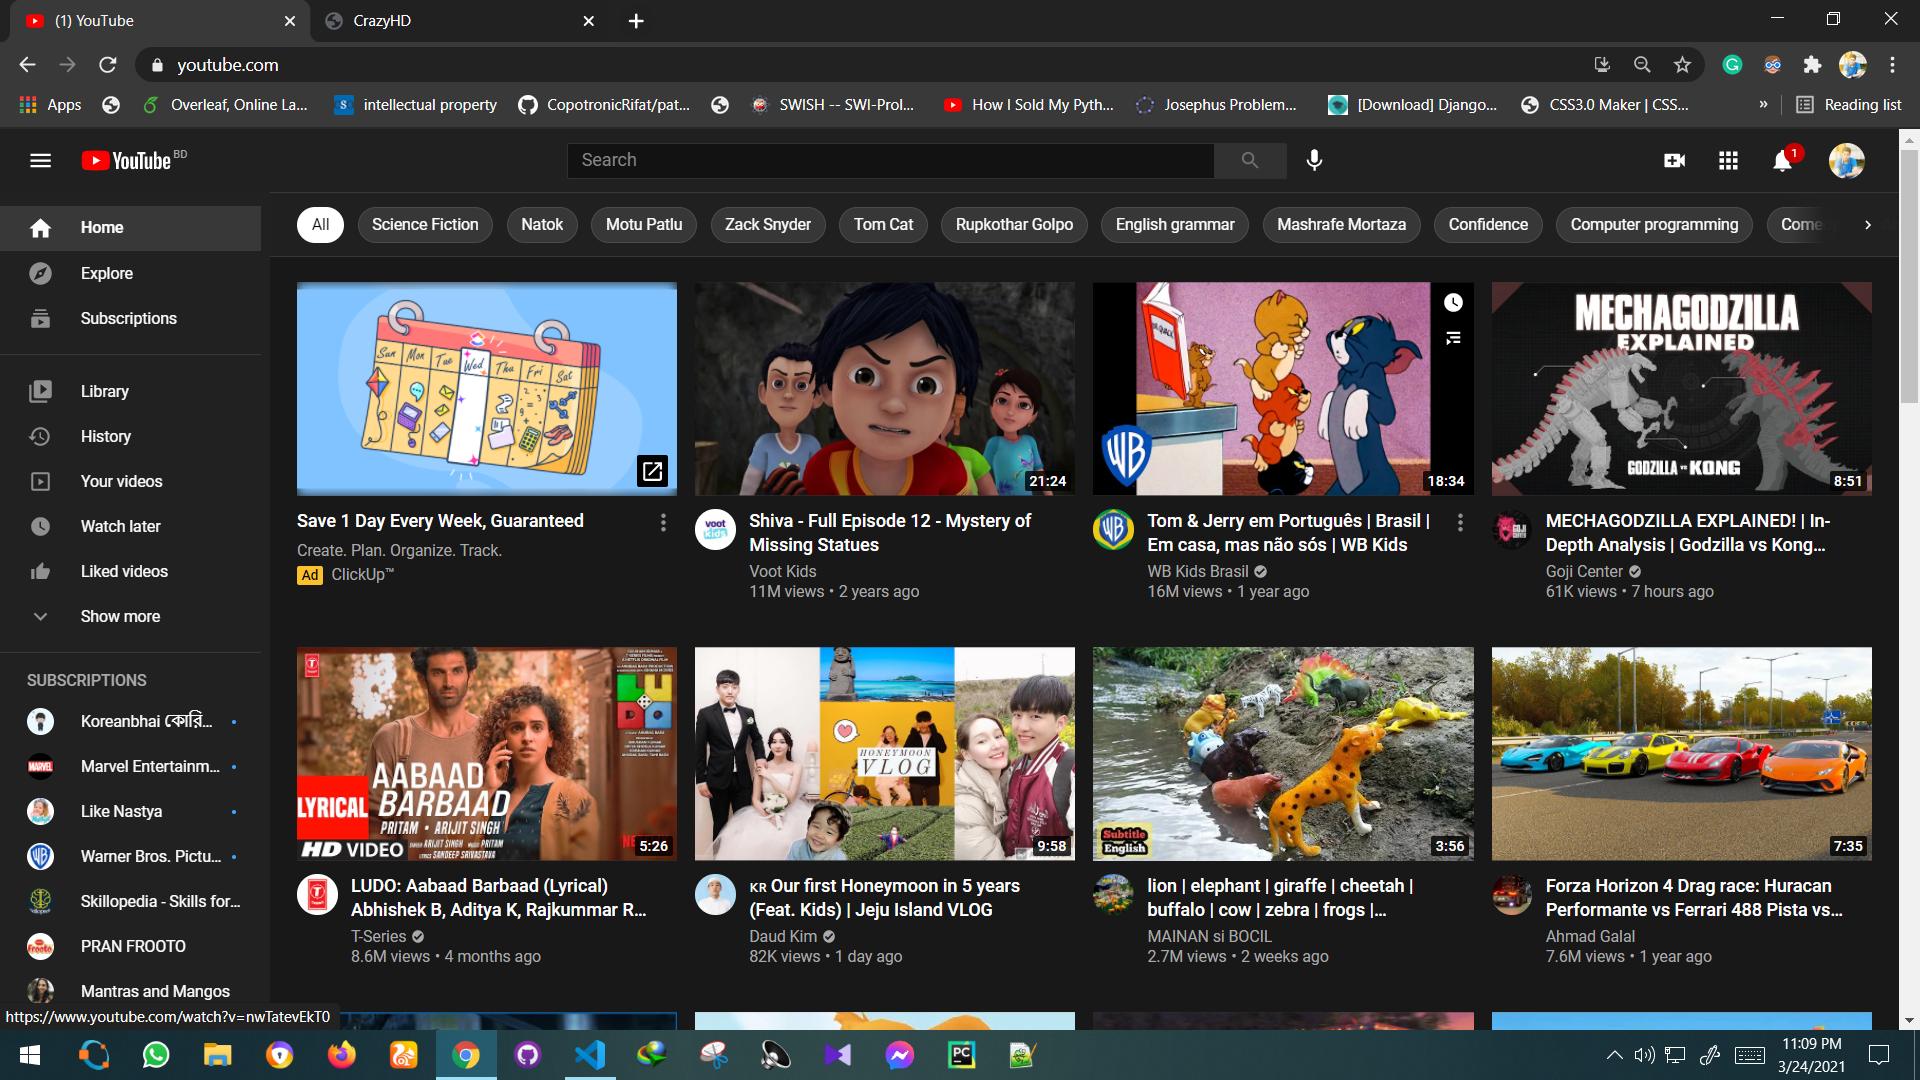 (1) YouTube
CrazyHD
youtube.com
Apps
Overleaf, Online La...
intellectual property
CopotronicRifat/pat...
SWISH -- SWI-Prol...
How I Sold My Pyth...
Josephus Problem...
[Download] Django...
CSS3.0 Maker | CSS...
»
Reading list
YouTube BD
Search
1
Home
Explore
Subscriptions
Library
History
Your videos
Watch later
Liked videos
Show more
SUBSCRIPTIONS
Koreanbhai কোরি...
Marvel Entertainm...
Like Nastya
Warner Bros. Pictu...
Skillopedia - Skills for...
PRAN FROOTO
Mantras and Mangos
All
Science Fiction
Natok
Motu Patlu
Zack Snyder
Tom Cat
Rupkothar Golpo
English grammar
Mashrafe Mortaza
Confidence
Computer programming
Come
Sun Mon Tue Wed Thu Fri Sat
Save 1 Day Every Week, Guaranteed
Create. Plan. Organize. Track.
Ad ClickUp™
21:24
voot kids
Shiva - Full Episode 12 - Mystery of
Missing Statues
Voot Kids
11M views • 2 years ago
WB
18:34
Tom & Jerry em Português | Brasil |
Em casa, mas não sós | WB Kids
WB Kids Brasil
16M views • 1 year ago
MECHAGODZILLA
EXPLAINED
GODZILLA vs KONG
8:51
MECHAGODZILLA EXPLAINED! | In-
Depth Analysis | Godzilla vs Kong...
Goji Center
61K views • 7 hours ago
LUDO
AABAAD
BARBAAD
LYRICAL
PRITAM • ARIJIT SINGH
HD VIDEO
5:26
LUDO: Aabaad Barbaad (Lyrical)
Abhishek B, Aditya K, Rajkummar R...
T-Series
8.6M views • 4 months ago
HONEYMOON
VLOG
9:58
KR Our first Honeymoon in 5 years
(Feat. Kids) | Jeju Island VLOG
Daud Kim
82K views • 1 day ago
Subtitle
English
3:56
lion | elephant | giraffe | cheetah |
buffalo | cow | zebra | frogs |...
MAINAN si BOCIL
2.7M views • 2 weeks ago
7:35
Forza Horizon 4 Drag race: Huracan
Performante vs Ferrari 488 Pista vs...
Ahmad Galal
7.6M views • 1 year ago
https://www.youtube.com/watch?v=nwTatevEkT0
PC
11:09 PM
3/24/2021